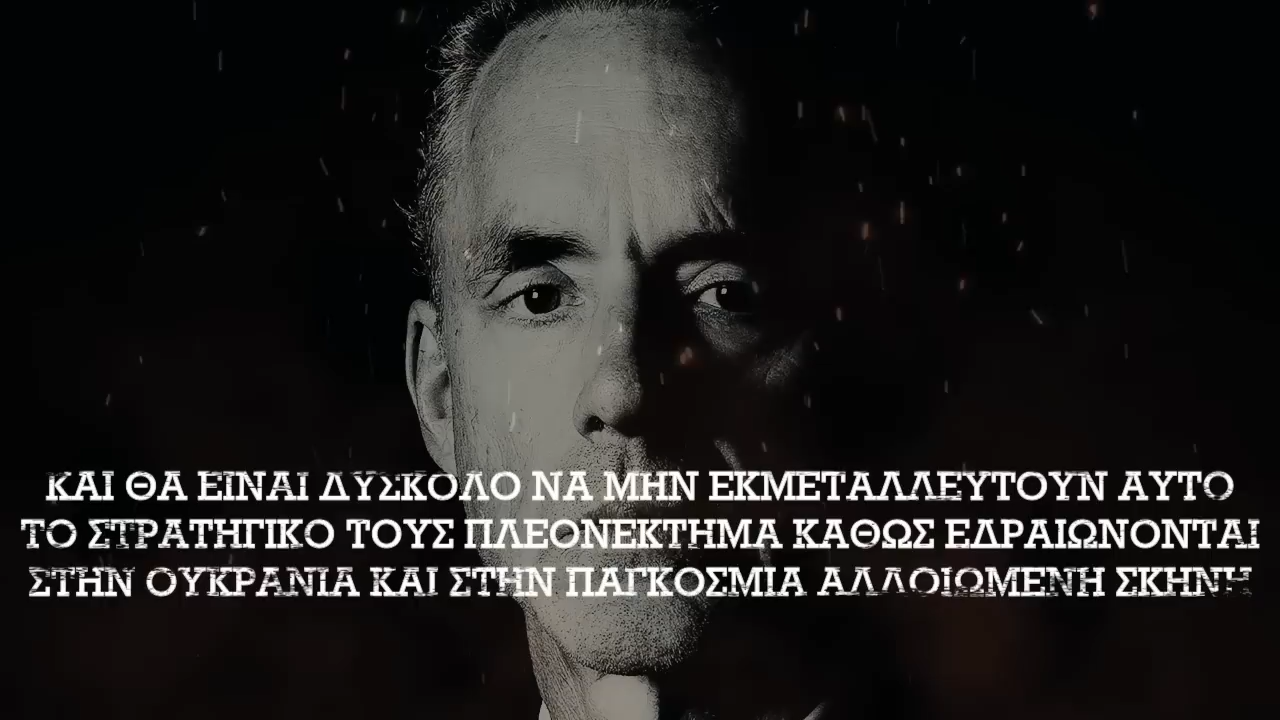 ΚΑΙ ΘΑ ΕΙΝΑΙ ΔΥΣΚΟΛΟ ΝΑ ΜΗΝ ΕΚΜΕΤΑΛΛΕΥΤΟΥΝ ΑΥΤΟ
ΤΟ ΣΤΡΑΤΗΓΙΚΟ ΤΟΥΣ ΠΛΕΟΝΕΚΤΗΜΑ ΚΑΘΩΣ ΕΔΡΑΙΩΝΟΝΤΑΙ
ΣΤΗΝ ΟΥΚΡΑΝΙΑ ΚΑΙ ΣΤΗΝ ΠΑΓΚΟΣΜΙΑ ΑΛΛΟΙΩΜΕΝΗ ΣΚΗΝΗ